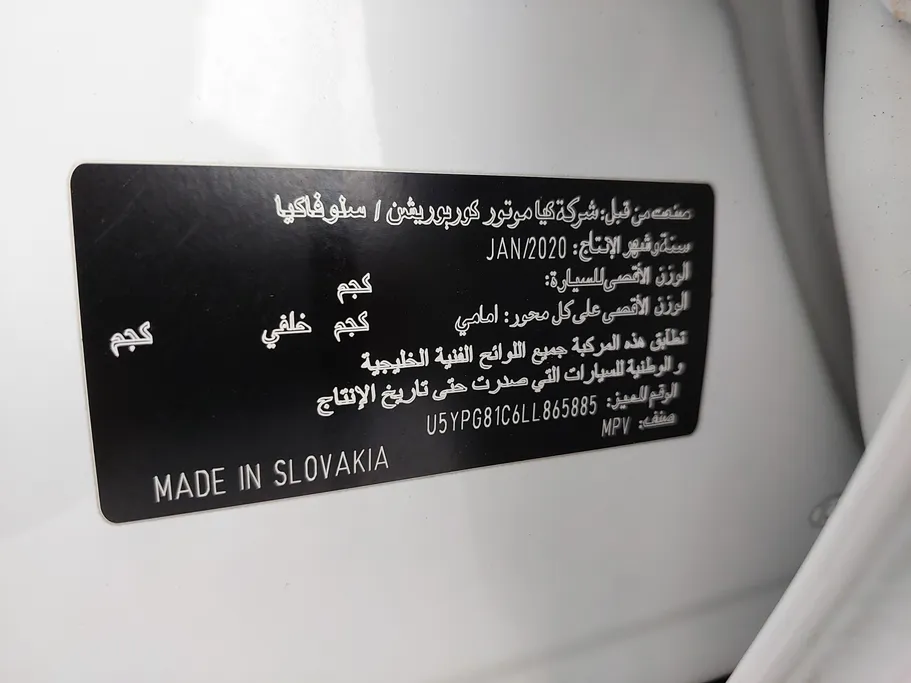 صنعت من قبل: شركة كيا موتور كوربوريشن / سلوفاكيا
سنة وشهر الإنتاج: JAN/2020
الوزن الأقصى للسيارة: كجم
الوزن الأقصى على كل محور: امامي كجم خلفي كجم
تطابق هذه المركبة جميع اللوائح الفنية الخليجية
و الوطنية للسيارات التي صدرت حتى تاريخ الإنتاج
الرقم المميز: U5YPG81C6LL865885
صنف: MPV
MADE IN SLOVAKIA